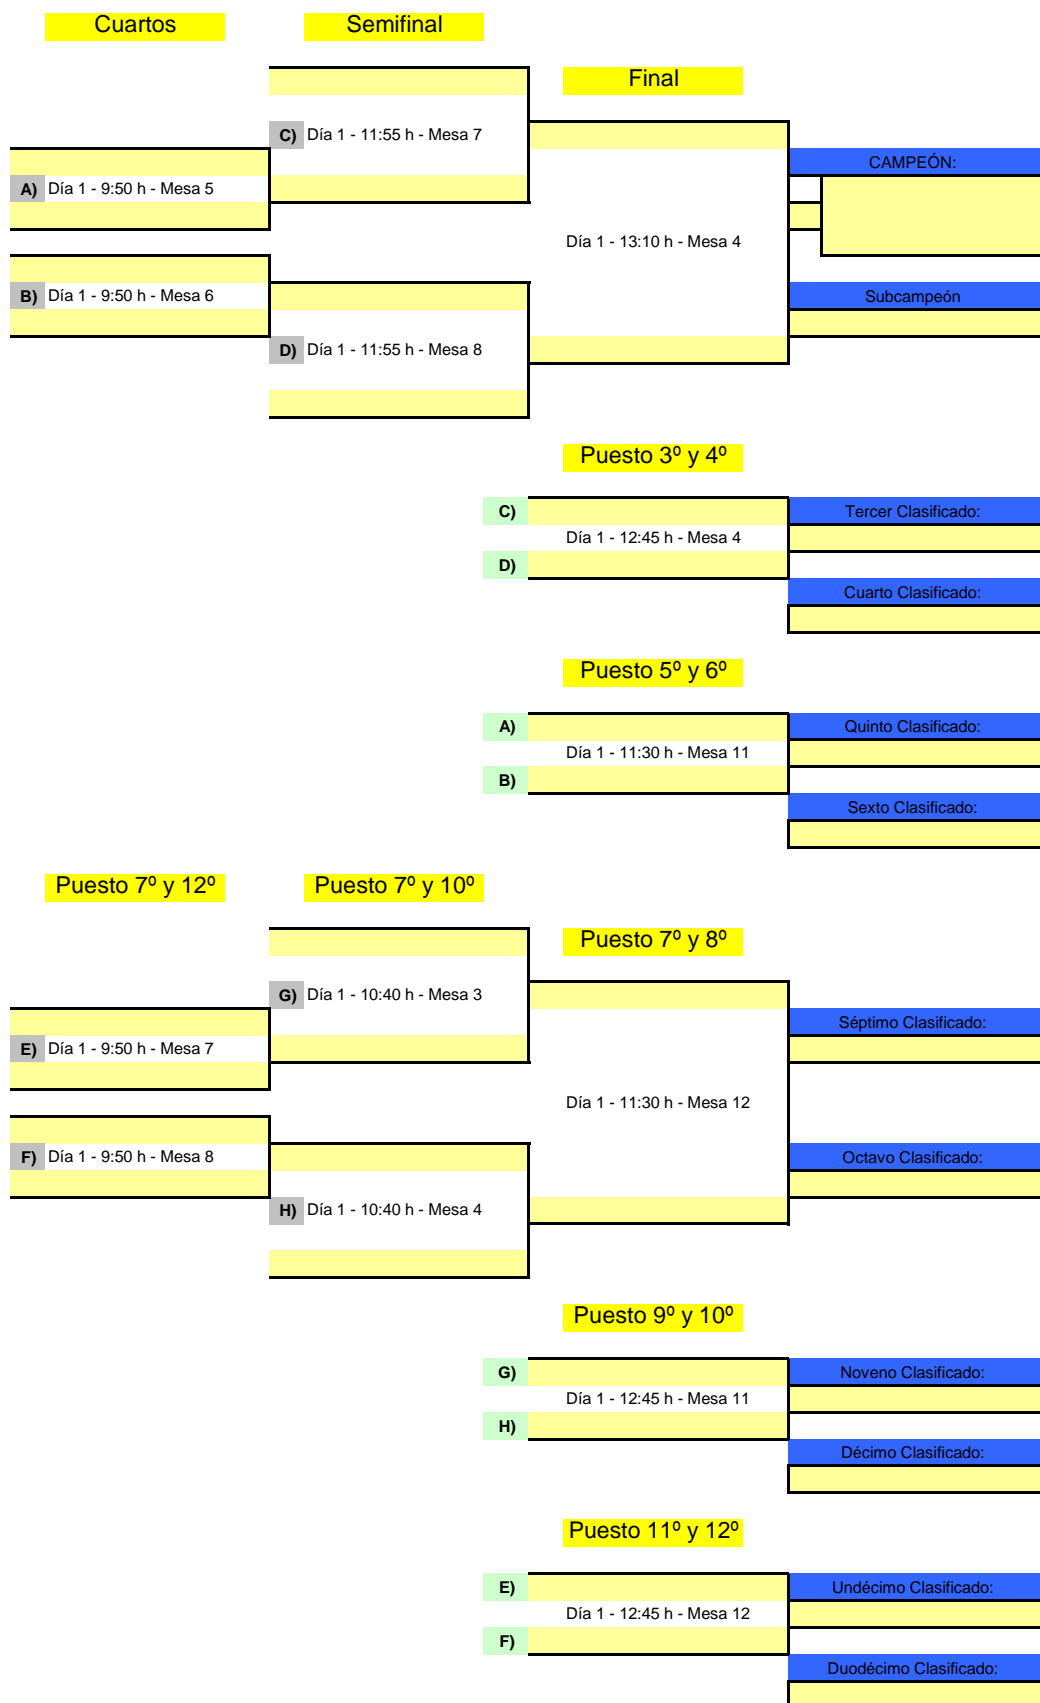 Cuartos
Semifinal
Final
C) Día 1 - 11:55 h - Mesa 7
CAMPEÓN:
A) Día 1 - 9:50 h - Mesa 5
Día 1 - 13:10 h - Mesa 4
B) Día 1 - 9:50 h - Mesa 6
Subcampeón
D) Día 1 - 11:55 h - Mesa 8
Puesto 3º y 4º
C)
Tercer Clasificado:
Día 1 - 12:45 h - Mesa 4
D)
Cuarto Clasificado:
Puesto 5º y 6º
A)
Quinto Clasificado:
Día 1 - 11:30 h - Mesa 11
B)
Sexto Clasificado:
Puesto 7º y 12º
Puesto 7º y 10º
Puesto 7º y 8º
G) Día 1 - 10:40 h - Mesa 3
Séptimo Clasificado:
E) Día 1 - 9:50 h - Mesa 7
Día 1 - 11:30 h - Mesa 12
F) Día 1 - 9:50 h - Mesa 8
Octavo Clasificado:
H) Día 1 - 10:40 h - Mesa 4
Puesto 9º y 10º
G)
Noveno Clasificado:
Día 1 - 12:45 h - Mesa 11
H)
Décimo Clasificado:
Puesto 11º y 12º
E)
Undécimo Clasificado:
Día 1 - 12:45 h - Mesa 12
F)
Duodécimo Clasificado: